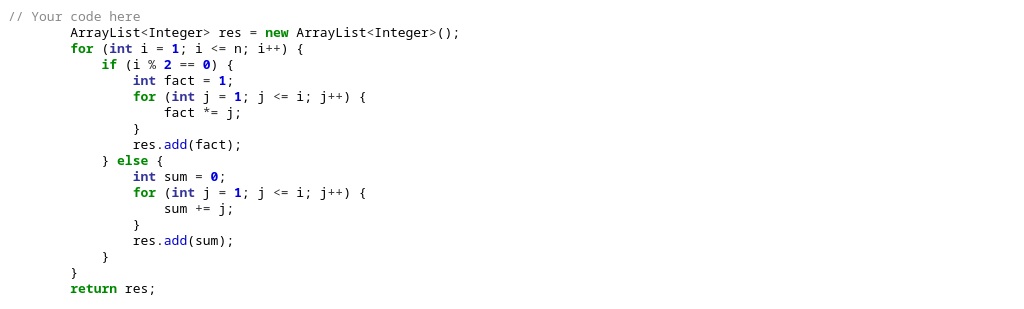 // Your code here
ArrayList<Integer> res = new ArrayList<Integer>();
for (int i = 1; i <= n; i++) {
if (i % 2 == 0) {
int fact = 1;
for (int j = 1; j <= i; j++) {
fact *= j;
}
res.add(fact);
} else {
int sum = 0;
for (int j = 1; j <= i; j++) {
sum += j;
}
res.add(sum);
}
}
return res;